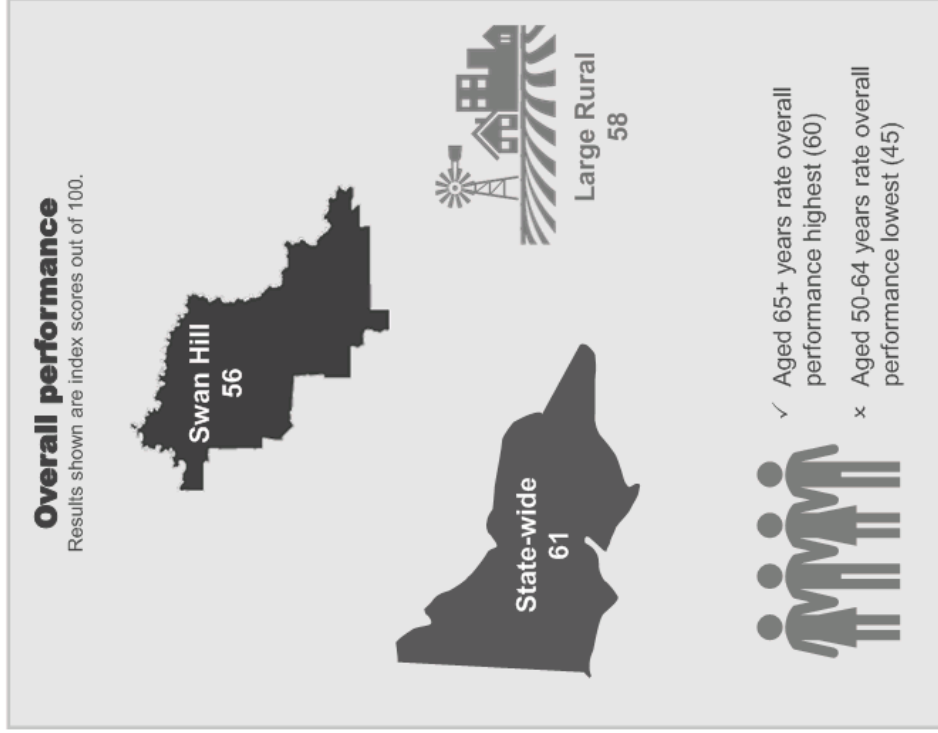 Overall performance
Results shown are index scores out of 100.
Swan Hill
56
State-wide
61
Large Rural
58
✓ Aged 65+ years rate overall
performance highest (60)
× Aged 50-64 years rate overall
performance lowest (45)